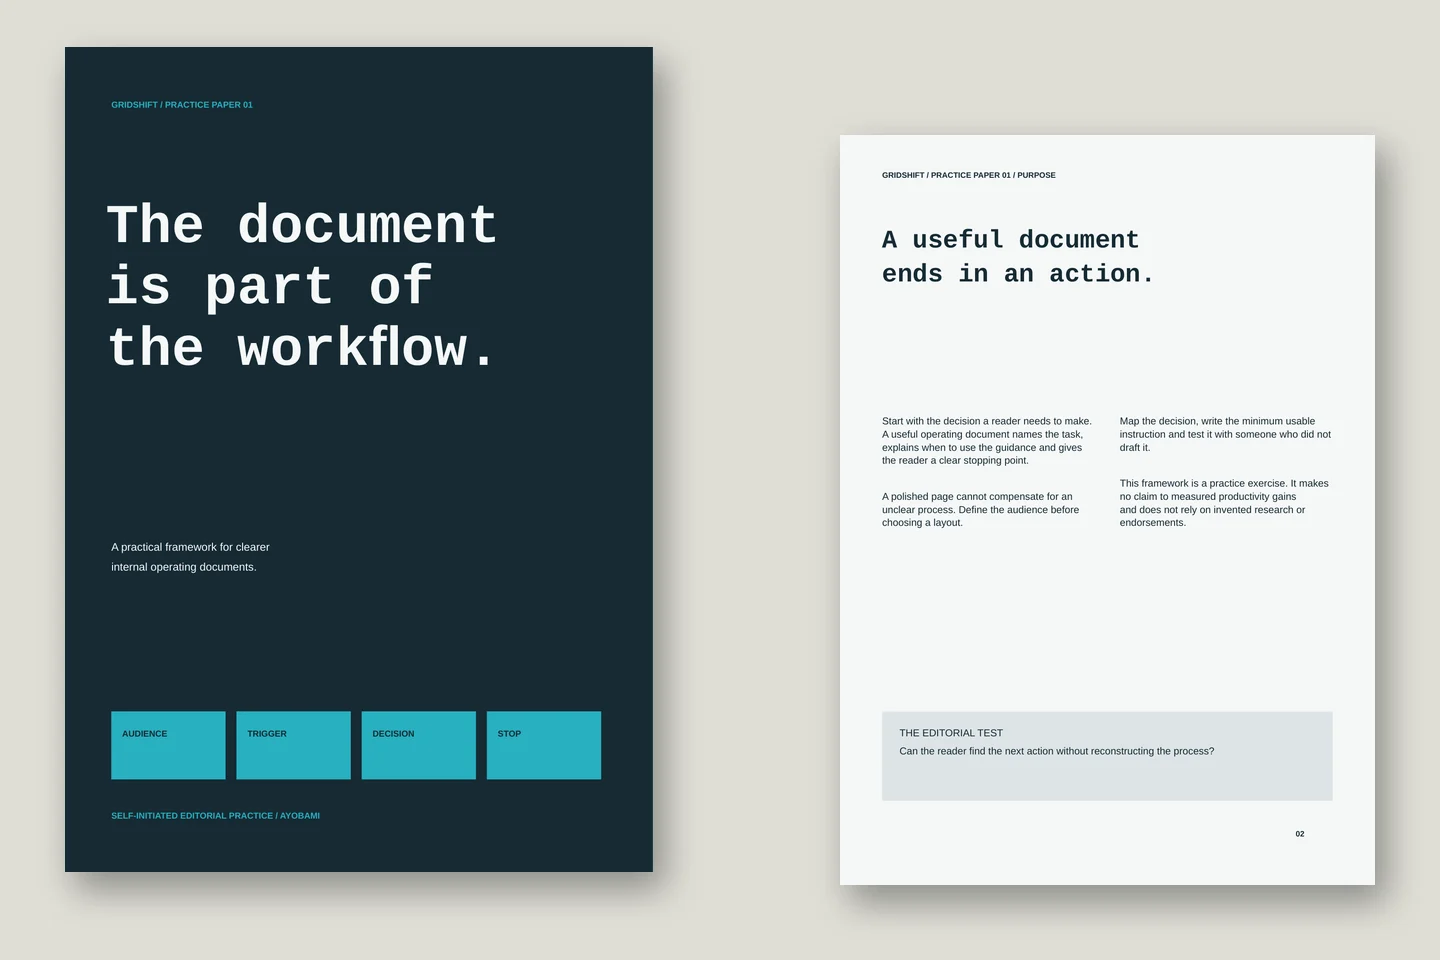 GRIDSHIFT / PRACTICE PAPER 01
The document
is part of
the workflow.
A practical framework for clearer
internal operating documents.
AUDIENCE
TRIGGER
DECISION
STOP
SELF-INITIATED EDITORIAL PRACTICE / AYOBAMI
GRIDSHIFT / PRACTICE PAPER 01 / PURPOSE
A useful document
ends in an action.
Start with the decision a reader needs to make.
A useful operating document names the task,
explains when to use the guidance and gives
the reader a clear stopping point.
A polished page cannot compensate for an
unclear process. Define the audience before
choosing a layout.
Map the decision, write the minimum usable
instruction and test it with someone who did not
draft it.
This framework is a practice exercise. It makes
no claim to measured productivity gains
and does not rely on invented research or
endorsements.
THE EDITORIAL TEST
Can the reader find the next action without reconstructing the process?
02